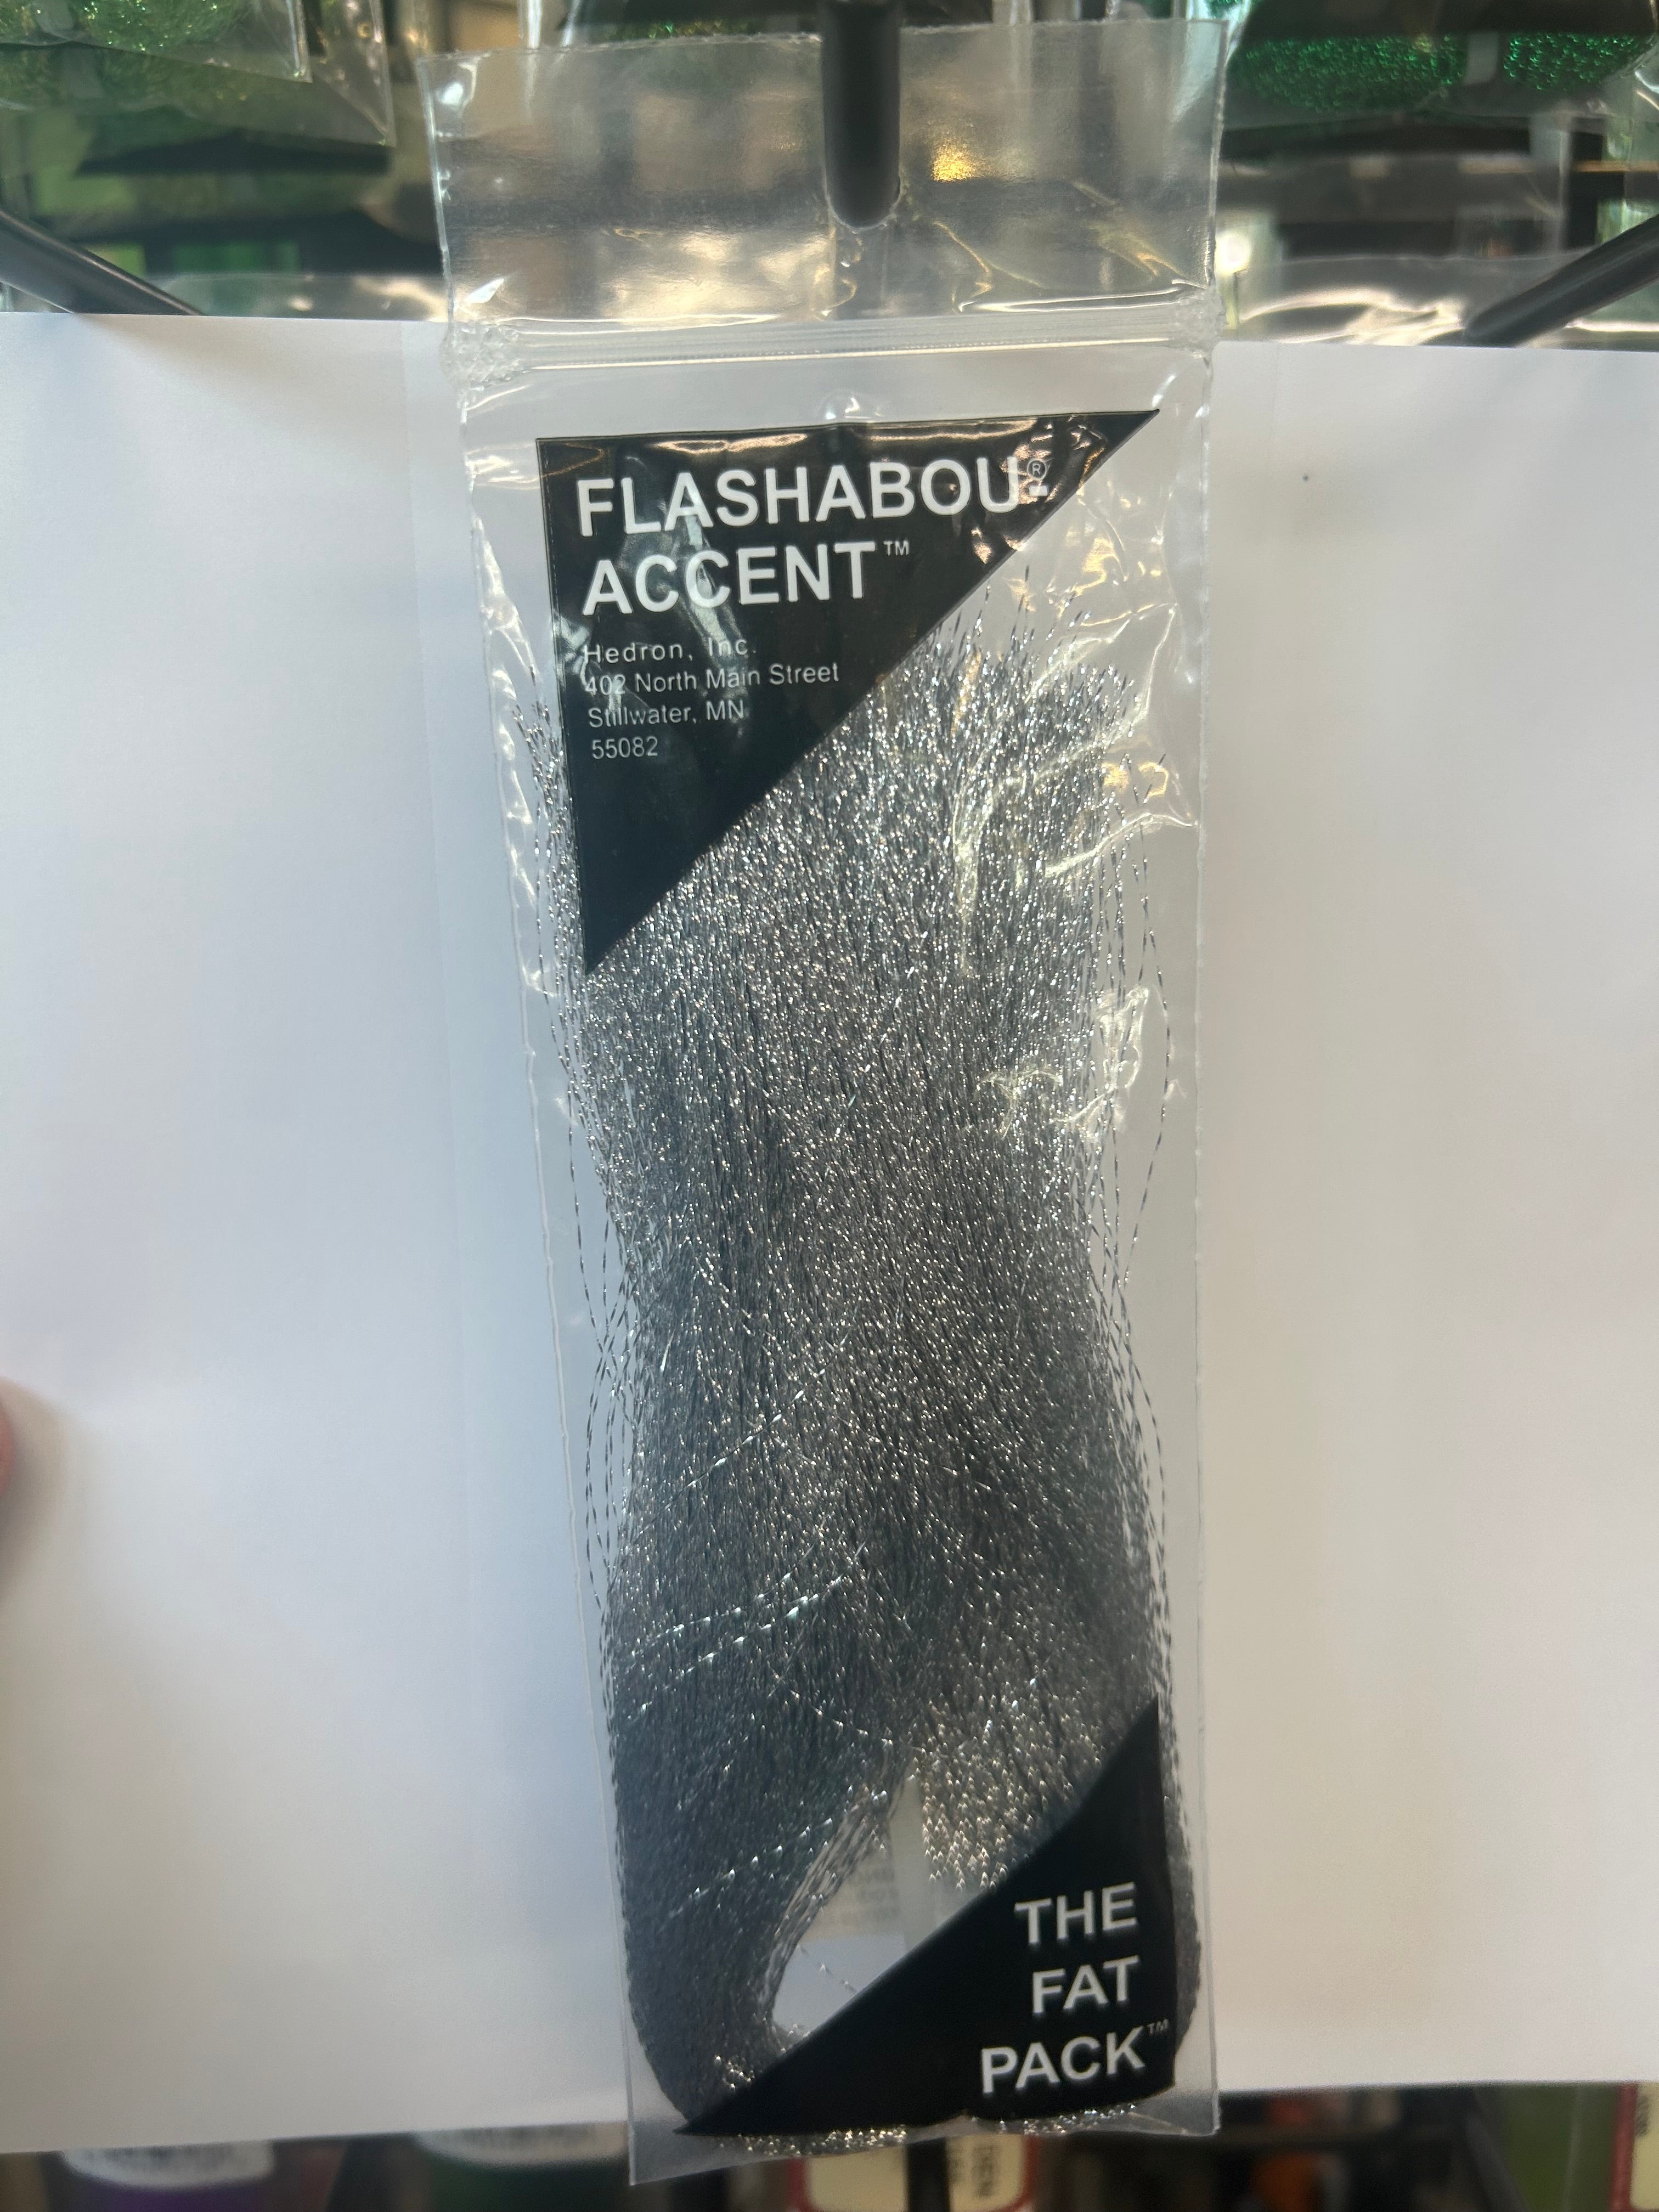 FLASHABOU®-
ACCENT™
Hedron, Inc.
402 North Main Street
Stillwater, MN
55082
THE
FAT
PACK™